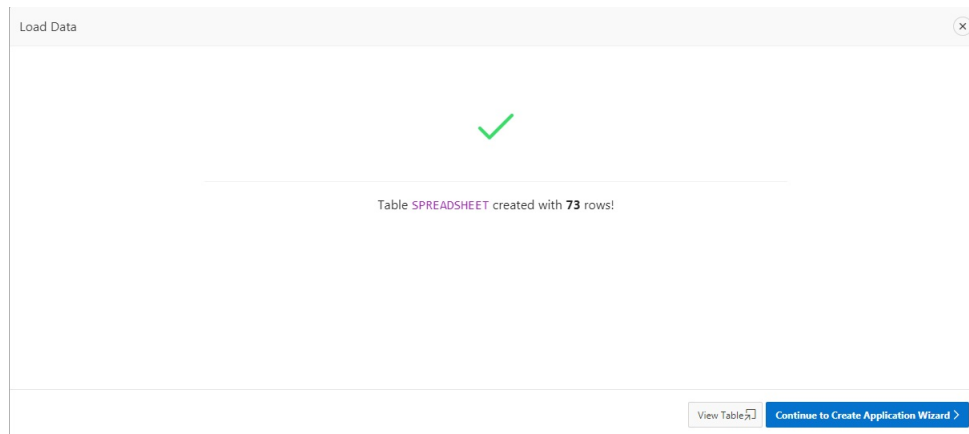 Load Data
Table SPREADSHEET created with 73 rows!
View Table
Continue to Create Application Wizard